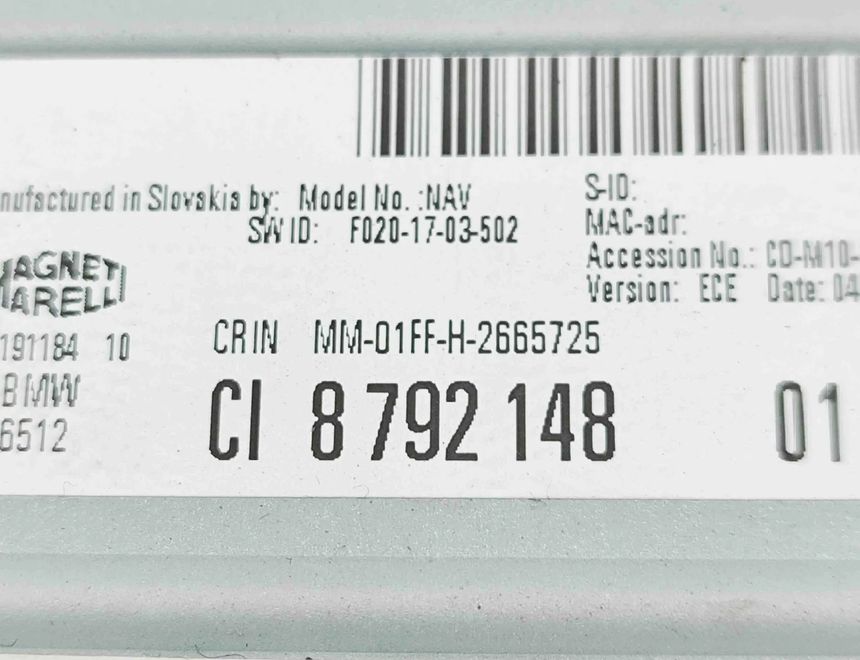 nufactured in Slovakia by: Model No. :NAV
SW ID: F020-17-03-502
S-ID:
MAC-adr:
Accession No.: CD-M10-
Version: ECE Date: 04
MAGNETI
MARELLI
191184 10
CRIN MM-01FF-H-2665725
BMW
6512
CI 8 792 148 01